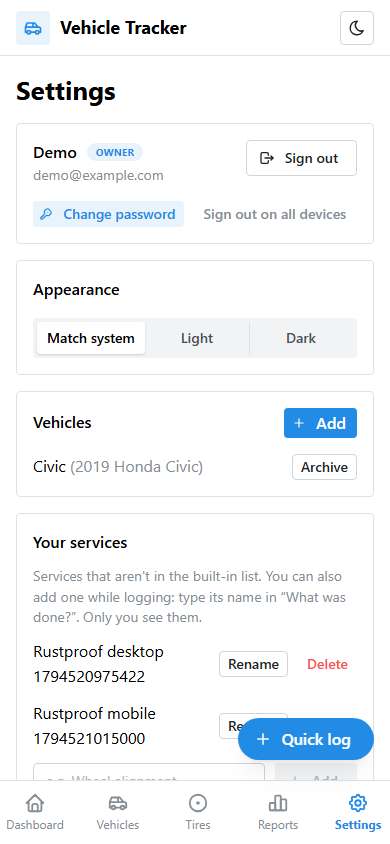 Vehicle Tracker
Settings
Demo OWNER
demo@example.com
Sign out
Change password Sign out on all devices
Appearance
Match system Light Dark
Vehicles + Add
Civic (2019 Honda Civic) Archive
Your services
Services that aren't in the built-in list. You can also
add one while logging: type its name in “What was
done?”. Only you see them.
Rustproof desktop
1794520975422
Rename Delete
Rustproof mobile
1794521015000
+ Quick log
e.g. Wheel alignment + Add
Dashboard Vehicles Tires Reports Settings